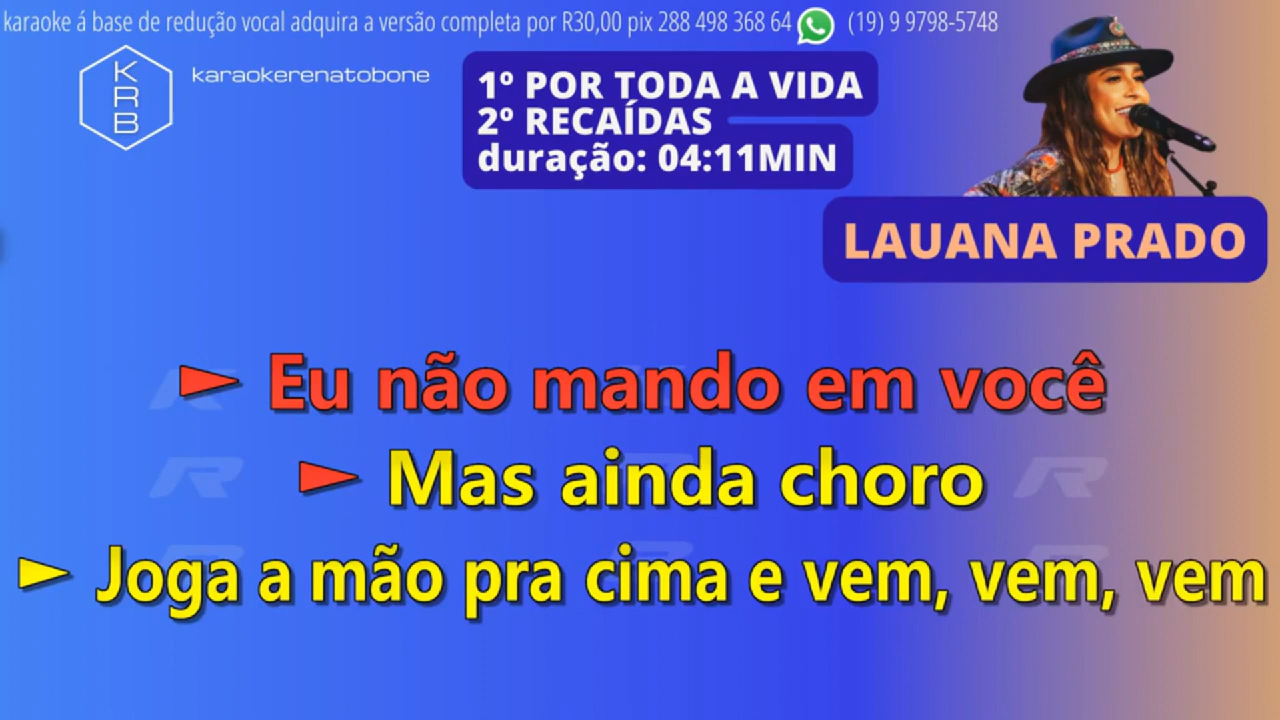 karaoke á base de redução vocal adquira a versão completa por R30,00 pix 288 498 368 64 (19) 9 9798-5748
KRB
karaokerenatobone
1º POR TODA A VIDA
2º RECAÍDAS
duração: 04:11MIN
LAUANA PRADO
Eu não mando em você
Mas ainda choro
Joga a mão pra cima e vem, vem, vem